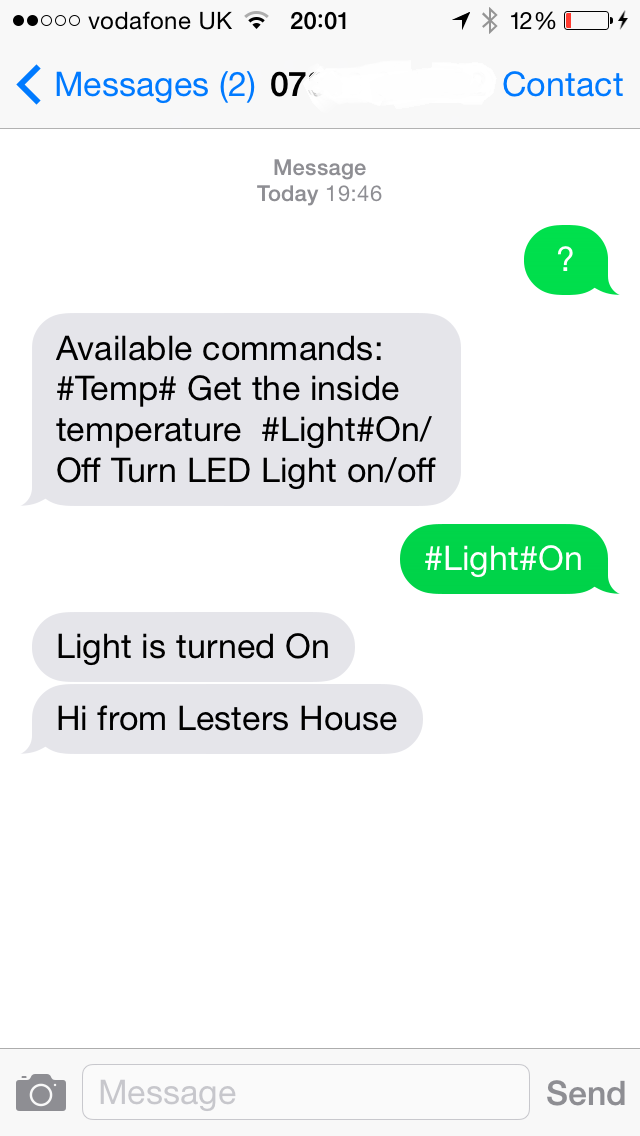 vodafone UK 20:01 12%
Messages (2) 07 Contact
Message
Today 19:46
?
Available commands:
#Temp# Get the inside
temperature  #Light#On/
Off Turn LED Light on/off
#Light#On
Light is turned On
Hi from Lesters House
Message
Send